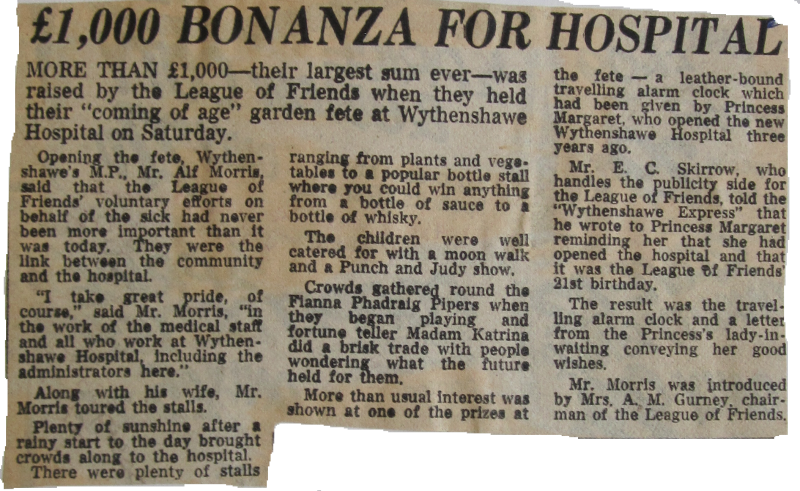 £1,000 BONANZA FOR HOSPITAL
MORE THAN £1,000—their largest sum ever—was
raised by the League of Friends when they held
their "coming of age" garden fete at Wythenshawe
Hospital on Saturday.
Opening the fete, Wythen-
shawe's M.P., Mr. Alf Morris,
said that the League of
Friends' voluntary efforts on
behalf of the sick had never
been more important than it
was today. They were the
link between the community
and the hospital.
"I take great pride, of
course," said Mr. Morris, "in
the work of the medical staff
and all who work at Wythen-
shawe Hospital, including the
administrators here."
Along with his wife, Mr.
Morris toured the stalls.
Plenty of sunshine after a
rainy start to the day brought
crowds along to the hospital.
There were plenty of stalls
ranging from plants and vege-
tables to a popular bottle stall
where you could win anything
from a bottle of sauce to a
bottle of whisky.
The children were well
catered for with a moon walk
and a Punch and Judy show.
Crowds gathered round the
Fianna Phadraig Pipers when
they began playing and
fortune teller Madam Katrina
did a brisk trade with people
wondering what the future
held for them.
More than usual interest was
shown at one of the prizes at
the fete — a leather-bound
travelling alarm clock which
had been given by Princess
Margaret, who opened the new
Wythenshawe Hospital three
years ago.
Mr. E. C. Skirrow, who
handles the publicity side for
the League of Friends, told the
"Wythenshawe Express" that
he wrote to Princess Margaret
reminding her that she had
opened the hospital and that
it was the League of Friends'
21st birthday.
The result was the travel-
ling alarm clock and a letter
from the Princess's lady-in-
waiting conveying her good
wishes.
Mr. Morris was introduced
by Mrs. A. M. Gurney, chair-
man of the League of Friends.